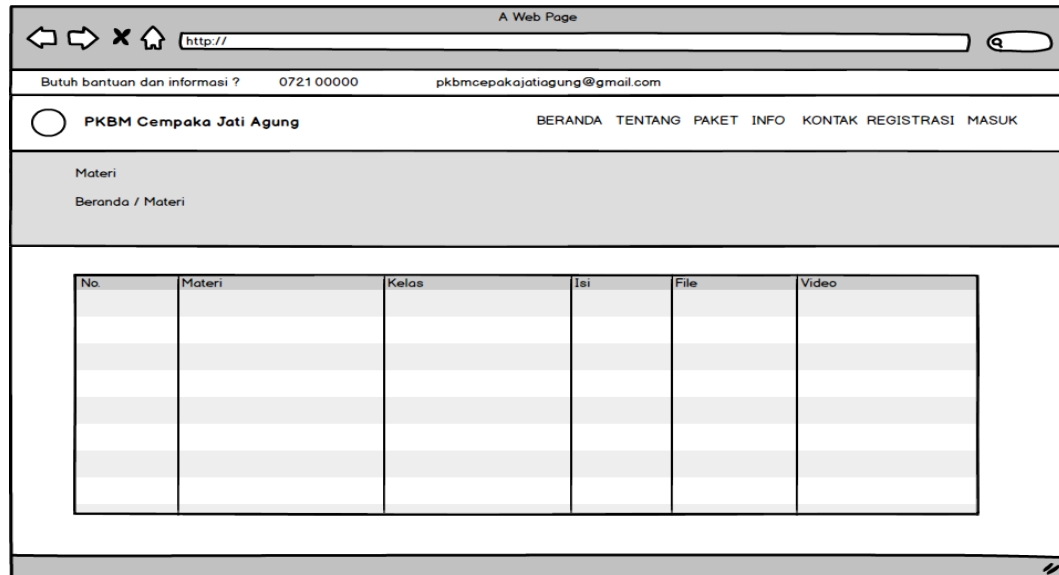 A Web Page
http://
Butuh bantuan dan informasi ? 0721 00000 pkbmcepakajatiagung@gmail.com
PKBM Cempaka Jati Agung BERANDA TENTANG PAKET INFO KONTAK REGISTRASI MASUK
Materi
Beranda / Materi
No. Materi Kelas Isi File Video